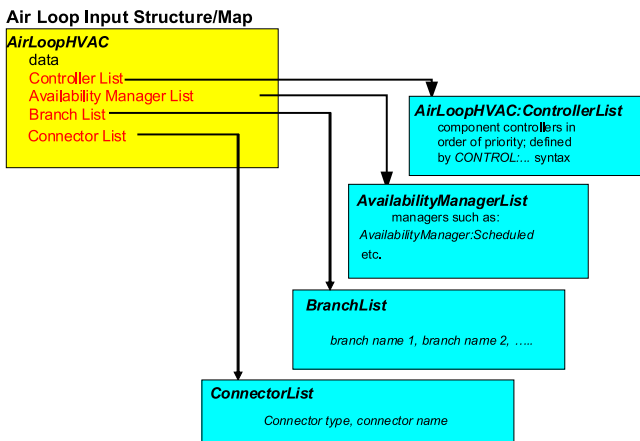 Air Loop Input Structure/Map
AirLoopHVAC
data
Controller List
Availability Manager List
Branch List
Connector List
AirLoopHVAC:ControllerList
component controllers in
order of priority; defined
by CONTROL:... syntax
AvailabilityManagerList
managers such as:
AvailabilityManager:Scheduled
etc.
BranchList
branch name 1, branch name 2, …..
ConnectorList
Connector type, connector name